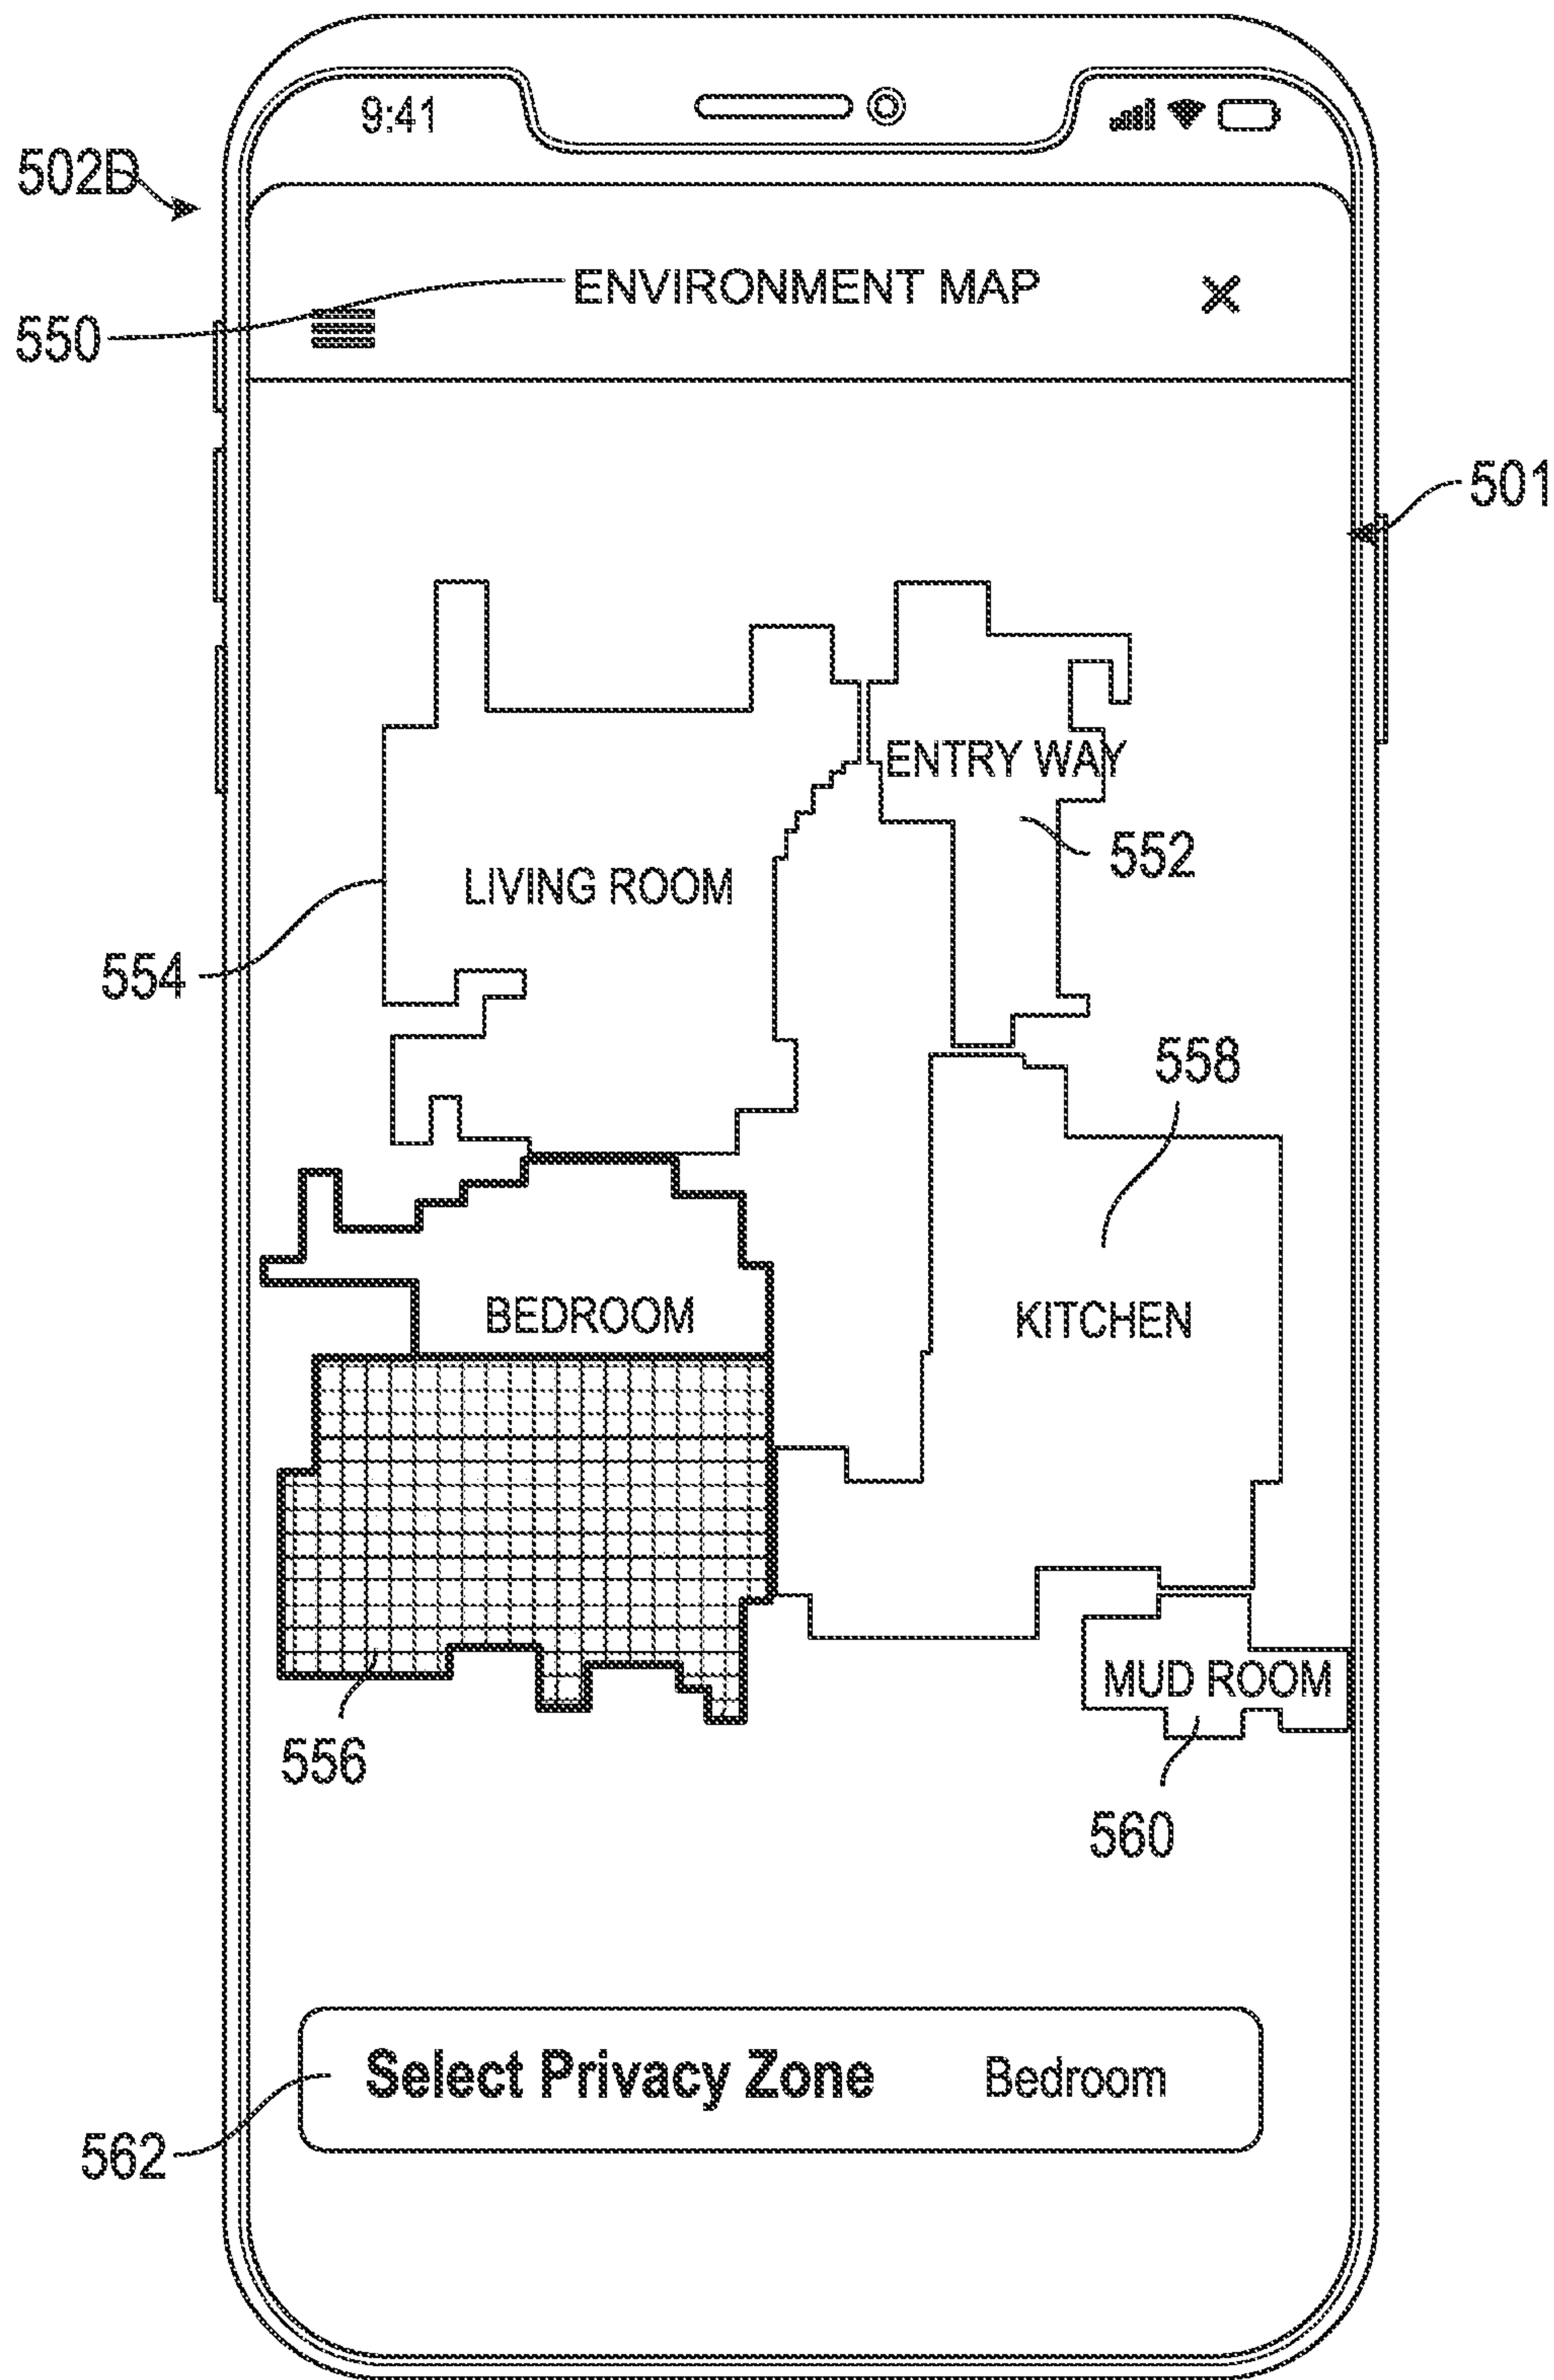 9:41
502B
ENVIRONMENT MAP
550
501
ENTRY WAY
552
LIVING ROOM
554
558
BEDROOM
KITCHEN
MUD ROOM
556
560
Select Privacy Zone Bedroom
562